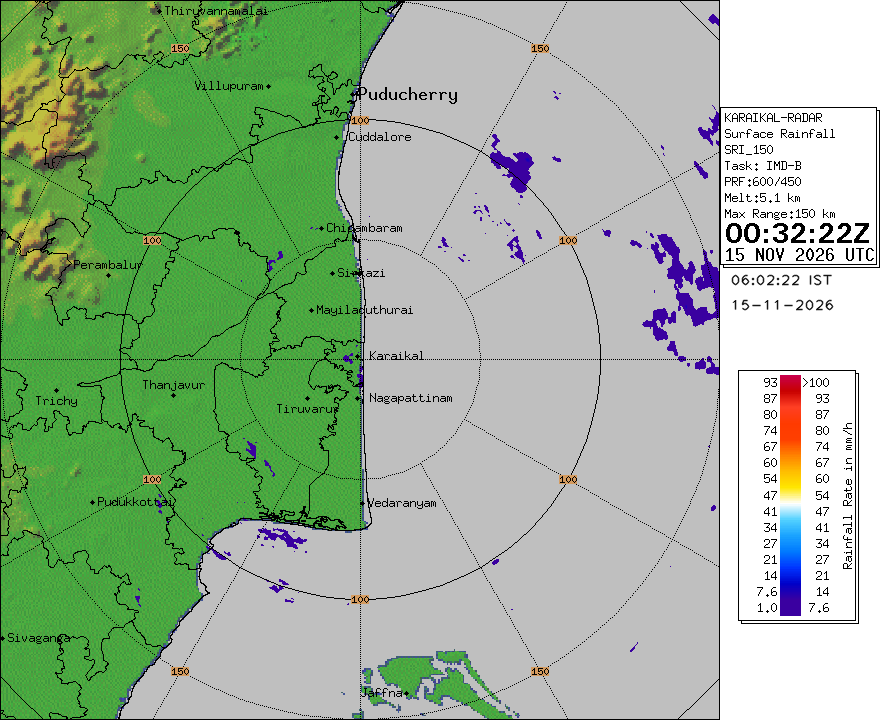 Thiruvannamalai
150
150
Villupuram
Puducherry
100
Cuddalore
KARAIKAL-RADAR
Surface Rainfall
SRI_150
Task: IMD-B
PRF:600/450
Melt:5.1 km
Max Range:150 km
00:32:22Z
15 NOV 2026 UTC
06:02:22 IST
15-11-2026
Chidambaram
100
100
Perambalur
Sirkazi
Mayiladuthurai
Karaikal
Thanjavur
Trichy
Tiruvarur
Nagapattinam
93 >100
87 93
80 87
74 80
67 74
60 67
54 60
47 54
41 47
34 41
27 34
21 27
14 21
7.6 14
1.0 7.6
Rainfall Rate in mm/h
100
100
Pudukkottai
Vedaranyam
100
Sivaganga
150
150
Jaffna